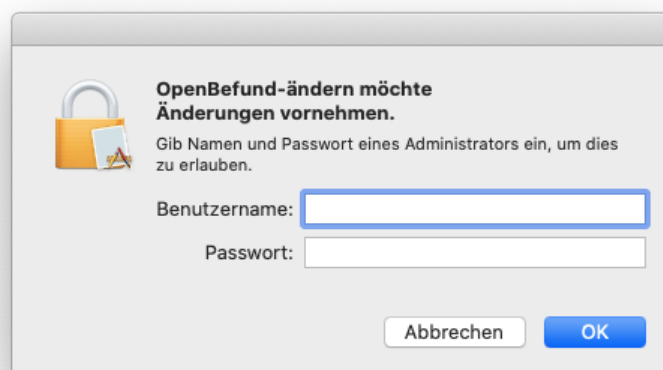 OpenBefund-ändern möchte
Änderungen vornehmen.
Gib Namen und Passwort eines Administrators ein, um dies
zu erlauben.
Benutzername:
Passwort:
Abbrechen
OK